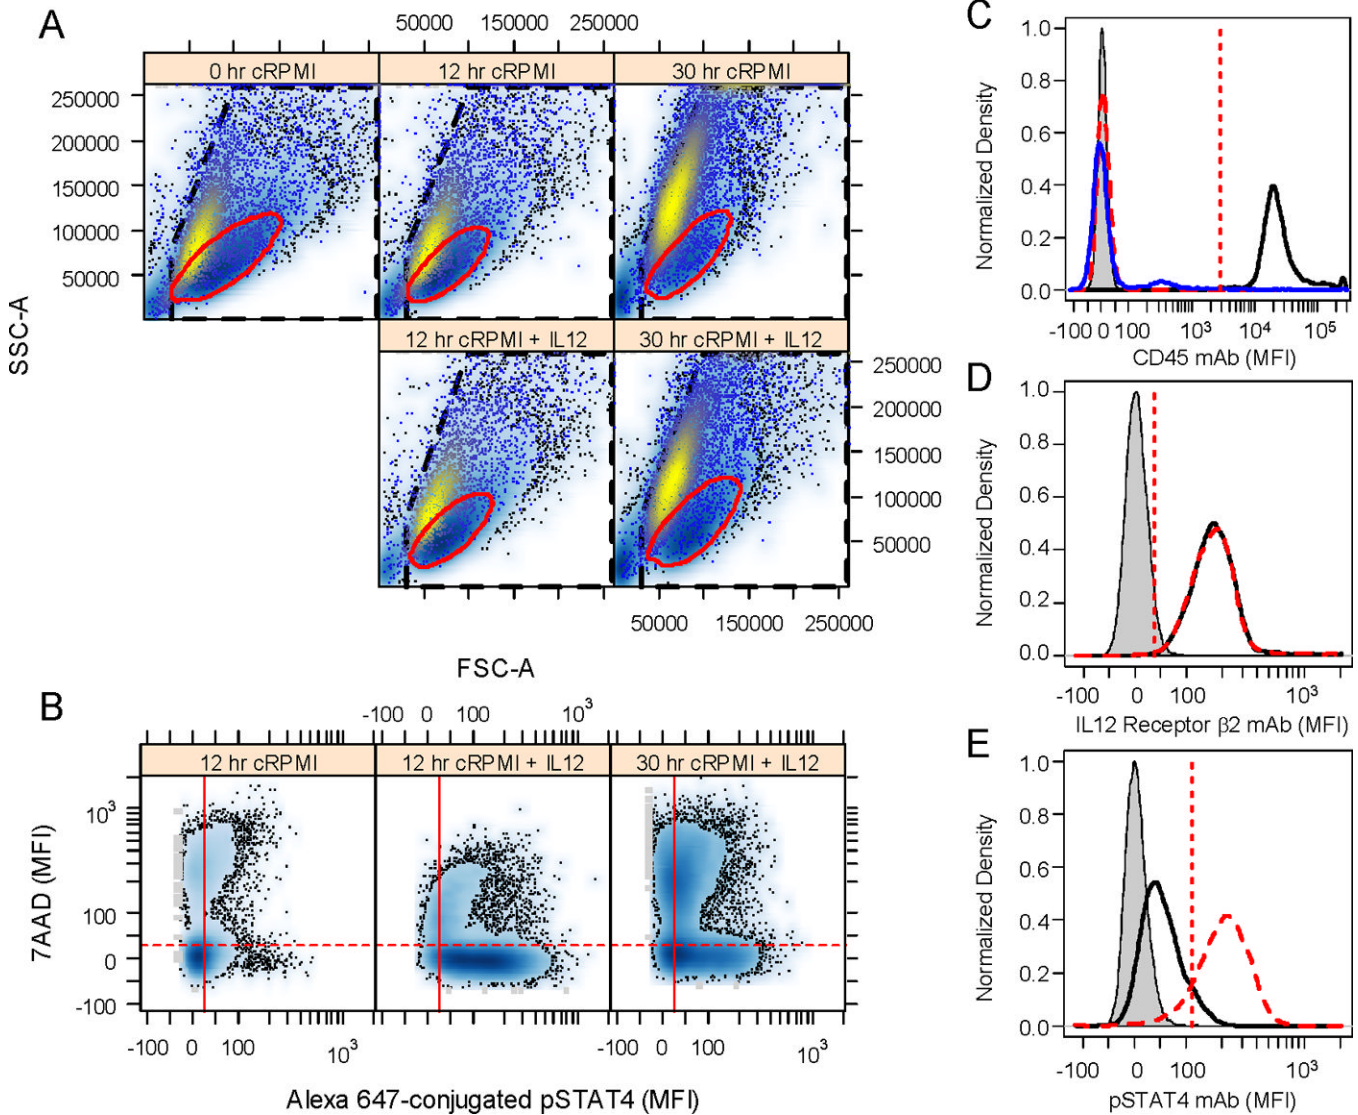 A
50000 150000 250000
0 hr cRPMI
12 hr cRPMI
30 hr cRPMI
250000
200000
150000
100000
50000
SSC-A
12 hr cRPMI + IL12
30 hr cRPMI + IL12
250000
200000
150000
100000
50000
50000 150000 250000
FSC-A
B
-100 0 100 10³
12 hr cRPMI
12 hr cRPMI + IL12
30 hr cRPMI + IL12
10³
100
0
-100
7AAD (MFI)
-100 0 100 10³
-100 0 100 10³
Alexa 647-conjugated pSTAT4 (MFI)
C
1.0
0.8
0.6
0.4
0.2
0.0
Normalized Density
-100 0 100 10³ 10⁴ 10⁵
CD45 mAb (MFI)
D
1.0
0.8
0.6
0.4
0.2
0.0
Normalized Density
-100 0 100 10³
IL12 Receptor β2 mAb (MFI)
E
1.0
0.8
0.6
0.4
0.2
0.0
Normalized Density
-100 0 100 10³
pSTAT4 mAb (MFI)